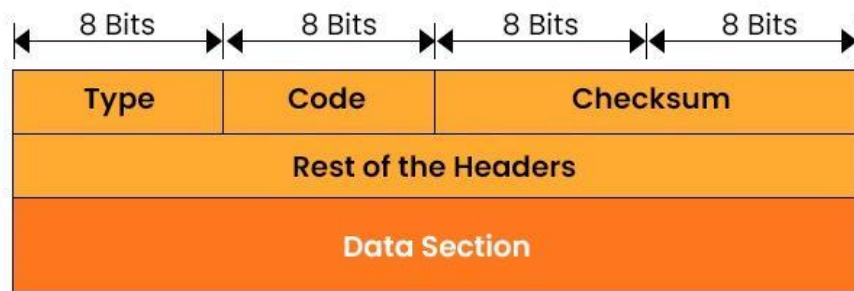 8 Bits 8 Bits 8 Bits 8 Bits
Type Code Checksum
Rest of the Headers
Data Section